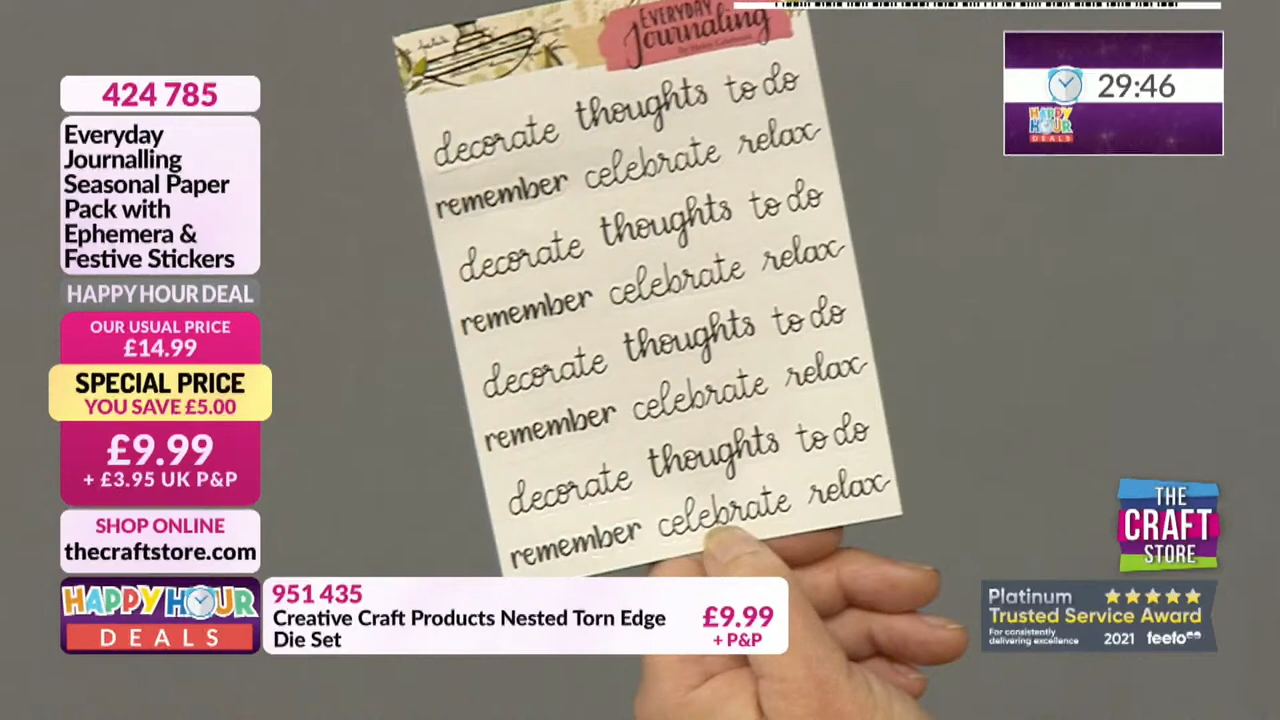 424 785
Everyday
Journalling
Seasonal Paper
Pack with
Ephemera &
Festive Stickers
HAPPY HOUR DEAL
OUR USUAL PRICE
£14.99
SPECIAL PRICE
YOU SAVE £5.00
£9.99
+ £3.95 UK P&P
SHOP ONLINE
thecraftstore.com
HAPPY HOUR
DEALS
951 435
Creative Craft Products Nested Torn Edge
Die Set
£9.99
+ P&P
EVERYDAY
Journaling
decorate thoughts to do
remember celebrate relax
decorate thoughts to do
remember celebrate relax
decorate thoughts to do
remember celebrate relax
decorate thoughts to do
remember celebrate relax
29:46
HAPPY
HOUR
DEALS
THE
CRAFT
STORE
Platinum
Trusted Service Award
For consistently
delivering excellence
2021 feefo